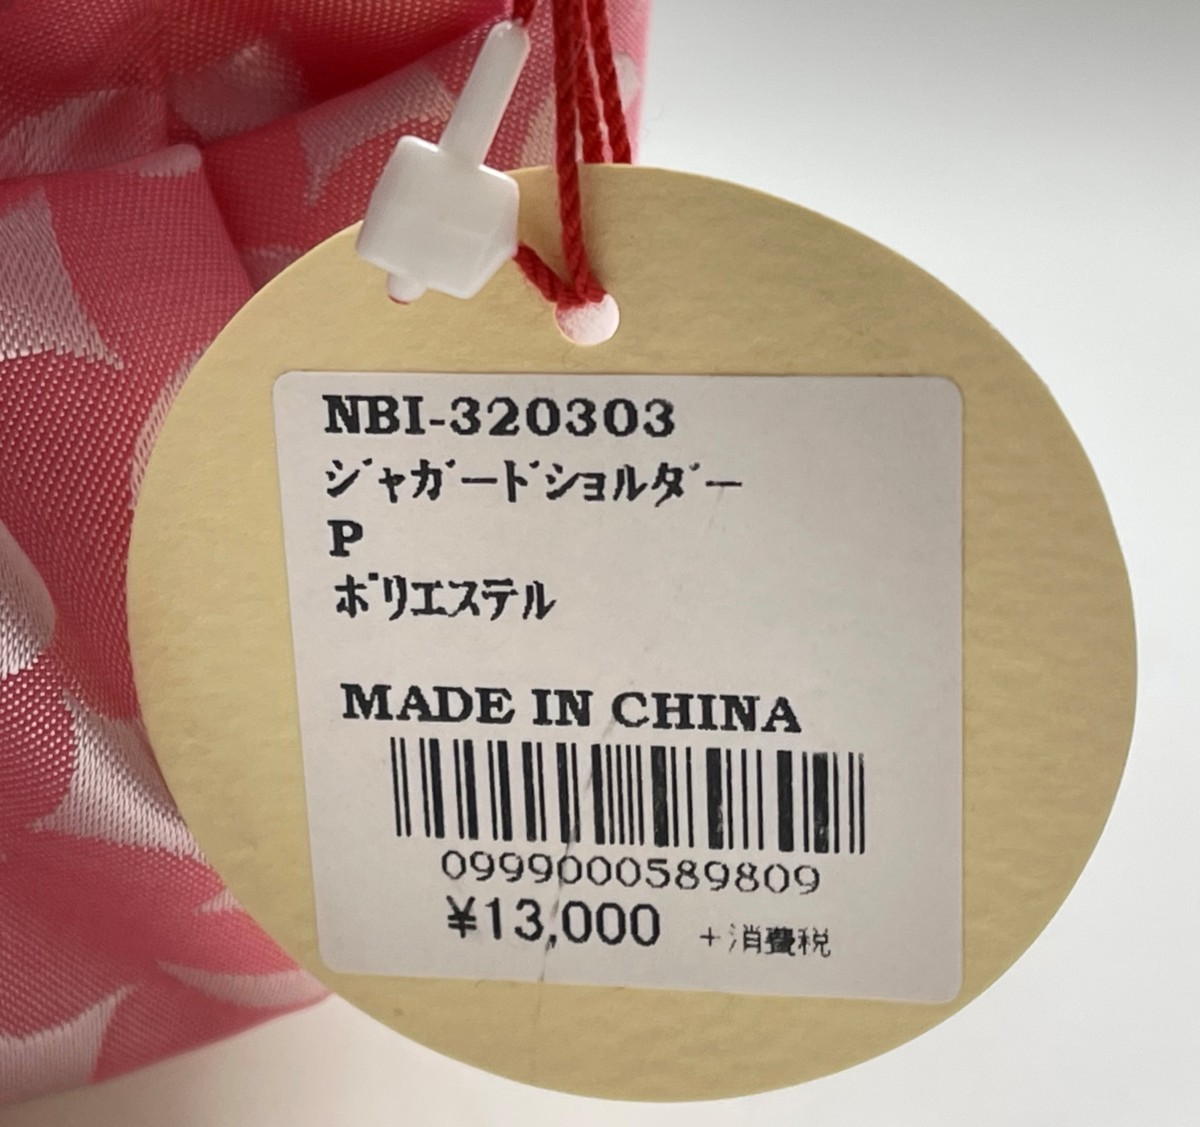 NBI-320303
ジャガードショルダー
P
ポリエステル
MADE IN CHINA
0999000589809
¥13,000 +消費税